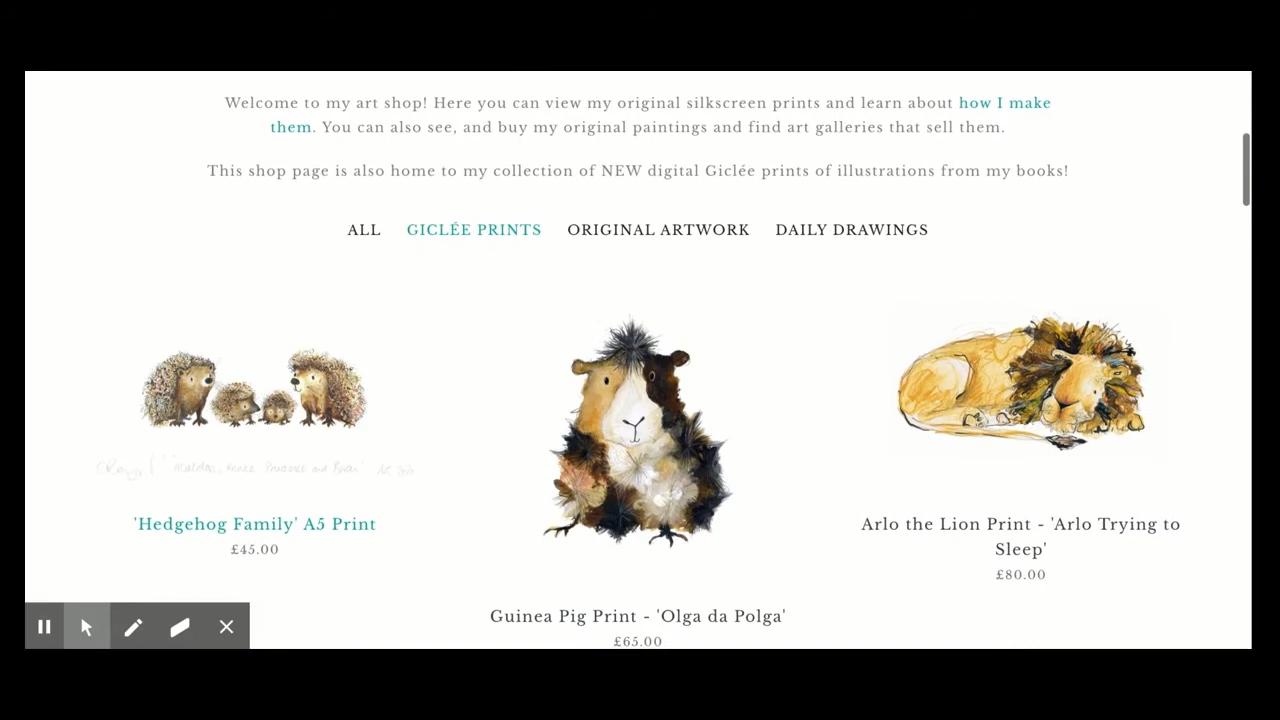 Welcome to my art shop! Here you can view my original silkscreen prints and learn about how I make
them. You can also see, and buy my original paintings and find art galleries that sell them.
This shop page is also home to my collection of NEW digital Giclée prints of illustrations from my books!
ALL GICLÉE PRINTS ORIGINAL ARTWORK DAILY DRAWINGS
'Hedgehog Family' A5 Print
£45.00
Guinea Pig Print - 'Olga da Polga'
£65.00
Arlo the Lion Print - 'Arlo Trying to
Sleep'
£80.00